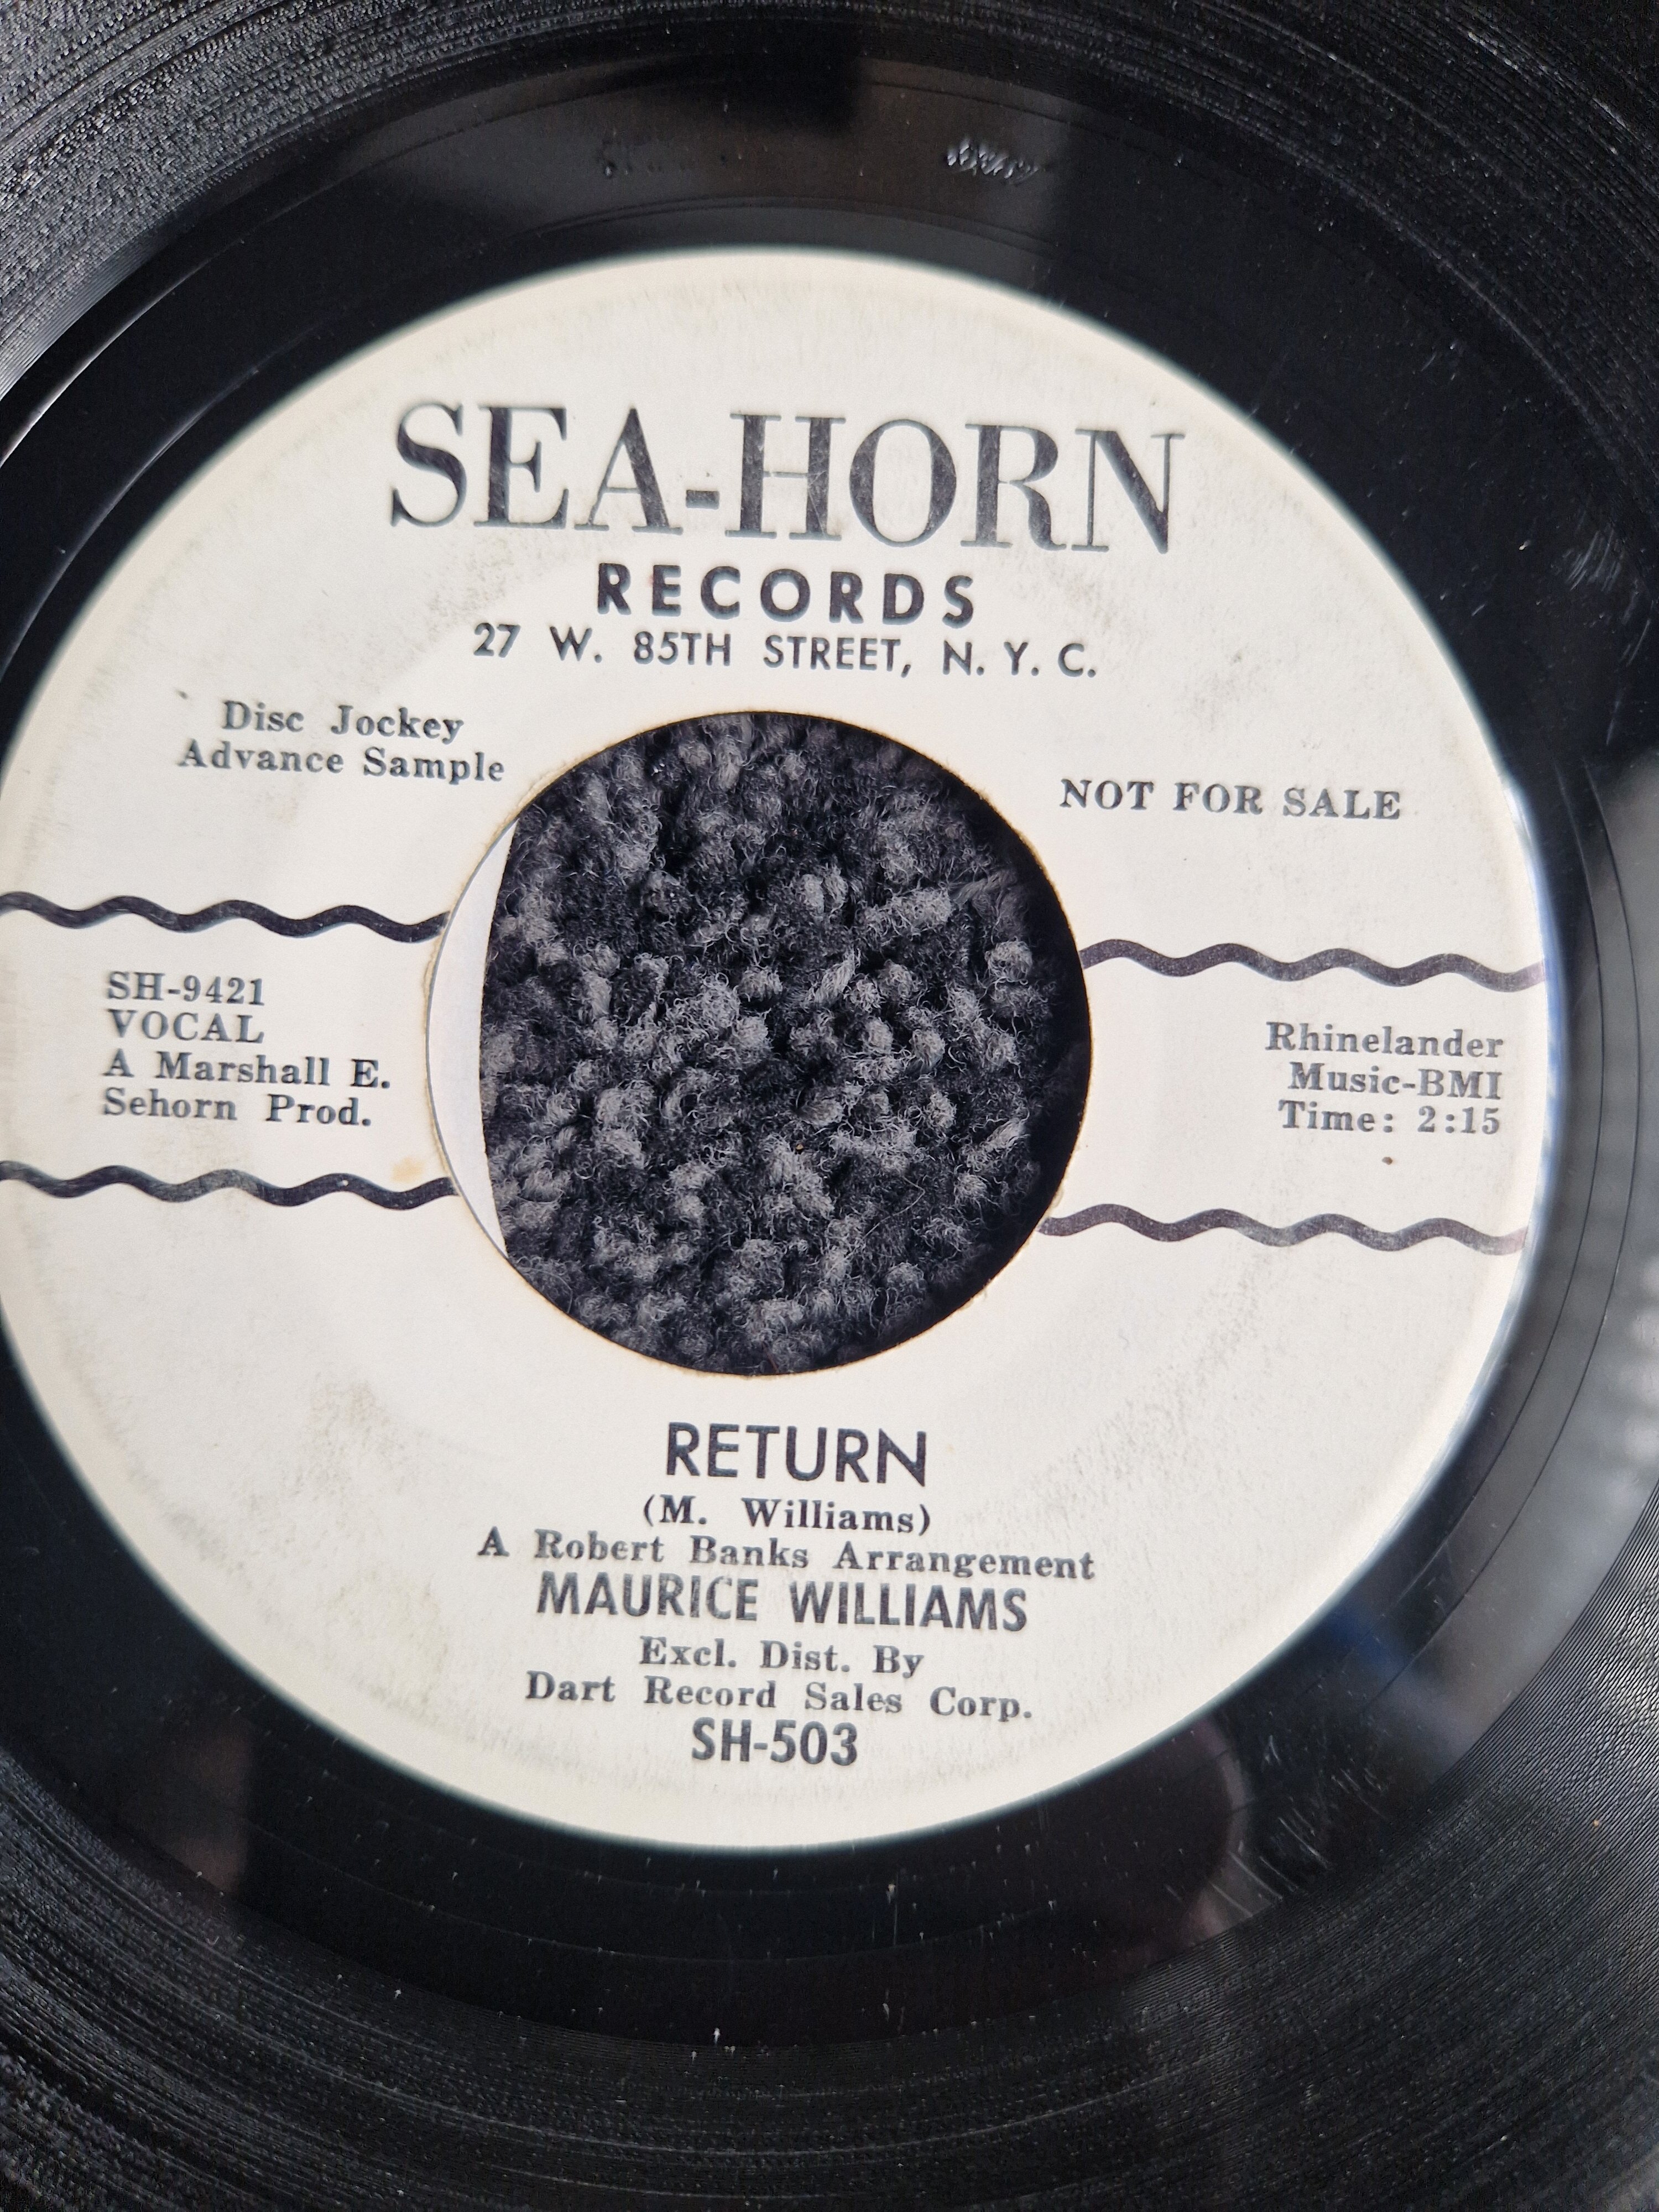 SEA-HORN
RECORDS
27 W. 85TH STREET, N. Y. C.
Disc Jockey
Advance Sample
NOT FOR SALE
SH-9421
VOCAL
A Marshall E.
Sehorn Prod.
Rhinelander
Music-BMI
Time: 2:15
RETURN
(M. Williams)
A Robert Banks Arrangement
MAURICE WILLIAMS
Excl. Dist. By
Dart Record Sales Corp.
SH-503